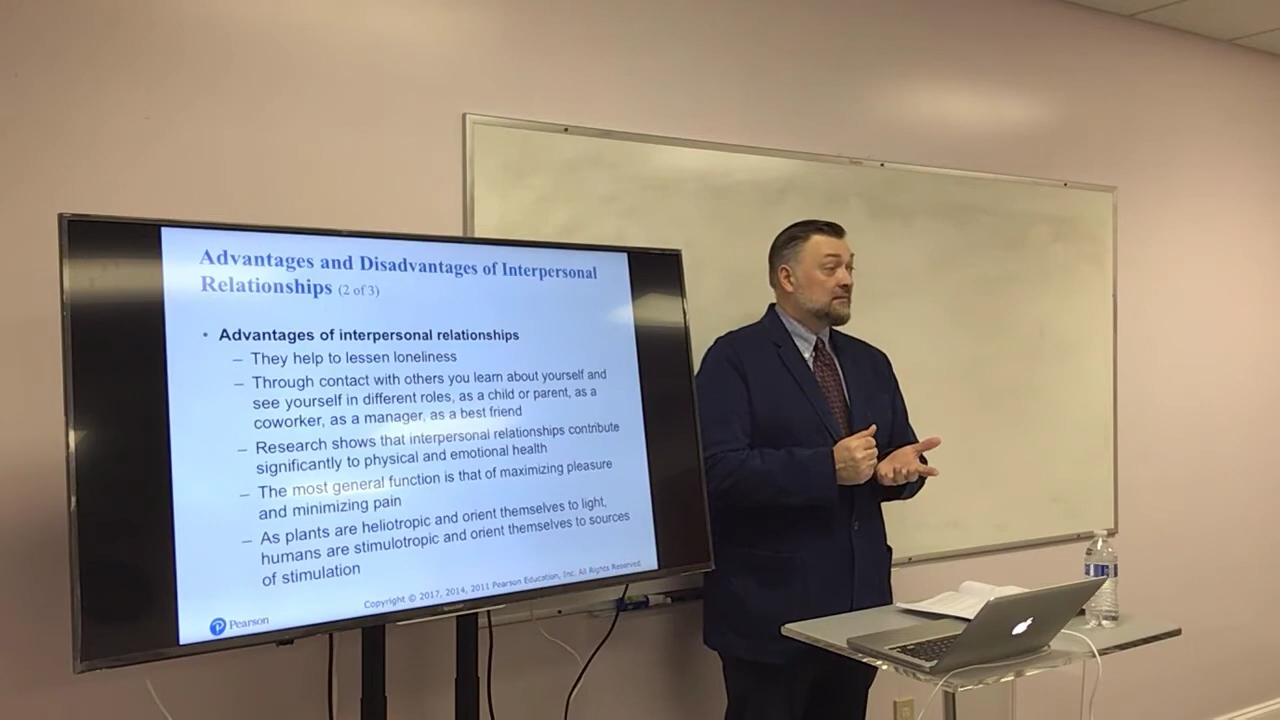 Advantages and Disadvantages of Interpersonal
Relationships (2 of 3)
• Advantages of interpersonal relationships
– They help to lessen loneliness
– Through contact with others you learn about yourself and
see yourself in different roles, as a child or parent, as a
coworker, as a manager, as a best friend
– Research shows that interpersonal relationships contribute
significantly to physical and emotional health
– The most general function is that of maximizing pleasure
and minimizing pain
– As plants are heliotropic and orient themselves to light,
humans are stimulotropic and orient themselves to sources
of stimulation
Copyright © 2017, 2014, 2011 Pearson Education, Inc. All Rights Reserved
Pearson